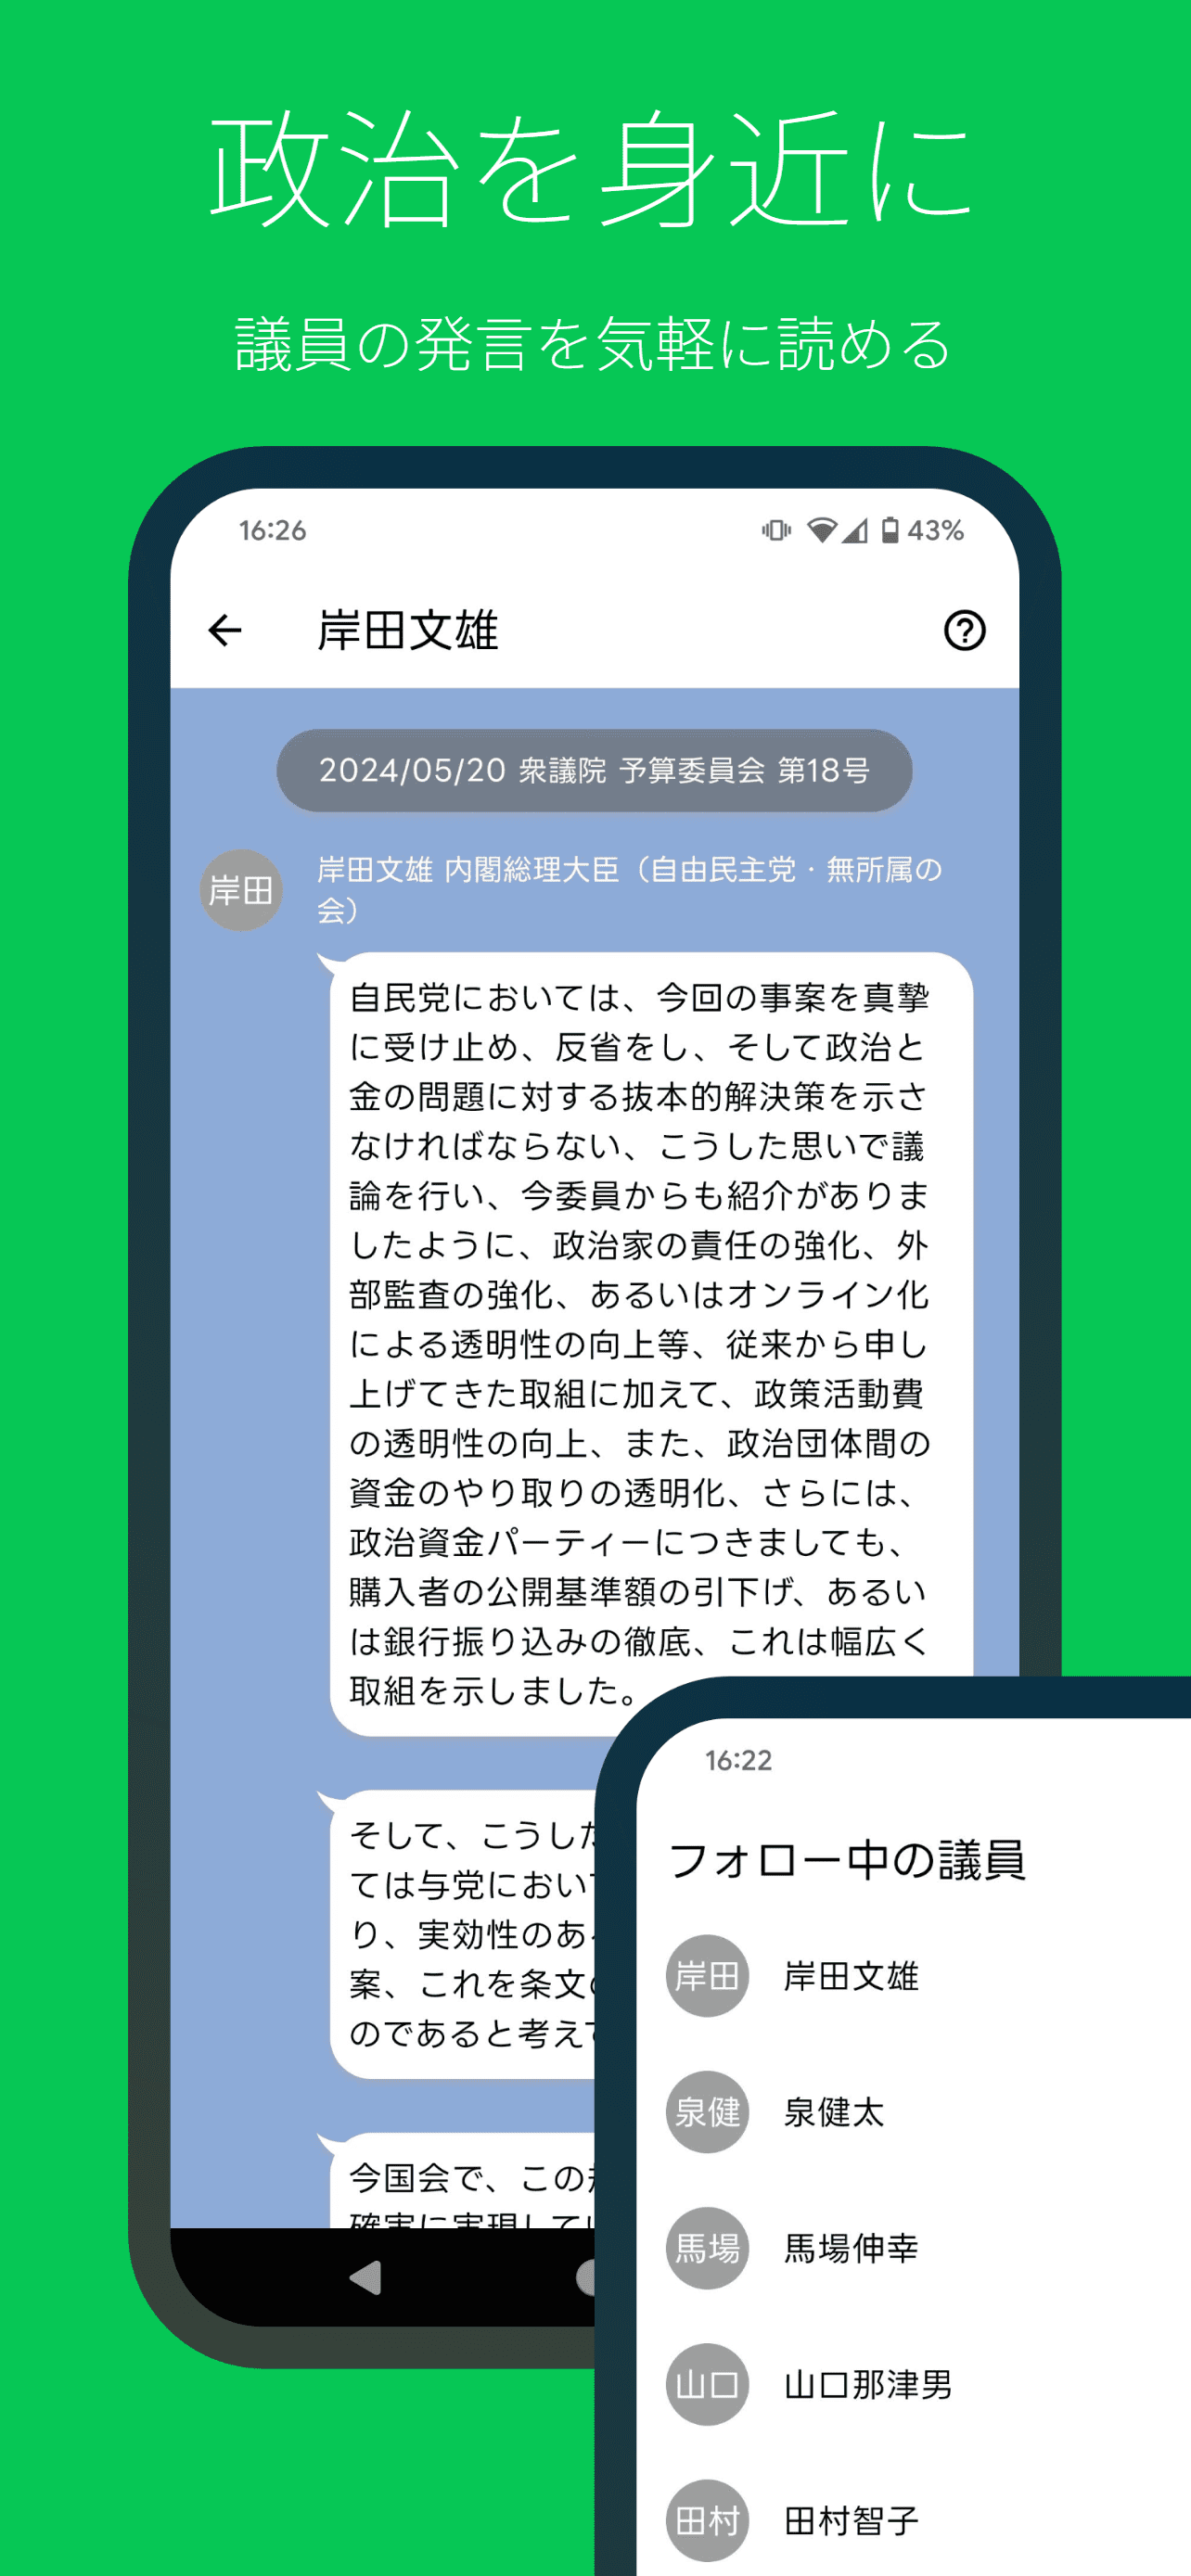 政治を身近に
議員の発言を気軽に読める
16:26
43%
岸田文雄
2024/05/20 衆議院 予算委員会 第18号
岸田
岸田文雄 内閣総理大臣（自由民主党・無所属の
会）
自民党においては、今回の事案を真摯
に受け止め、反省をし、そして政治と
金の問題に対する抜本的解決策を示さ
なければならない、こうした思いで議
論を行い、今委員からも紹介がありま
したように、政治家の責任の強化、外
部監査の強化、あるいはオンライン化
による透明性の向上等、従来から申し
上げてきた取組に加えて、政策活動費
の透明性の向上、また、政治団体間の
資金のやり取りの透明化、さらには、
政治資金パーティーにつきましても、
購入者の公開基準額の引下げ、あるい
は銀行振り込みの徹底、これは幅広く
取組を示しました。
そして、こうした
ては与党におい
り、実効性のあ
案、これを条文
のであると考え
今国会で、この
確実に実現して
16:22
フォロー中の議員
岸田 岸田文雄
泉健 泉健太
馬場 馬場伸幸
山口 山口那津男
田村 田村智子